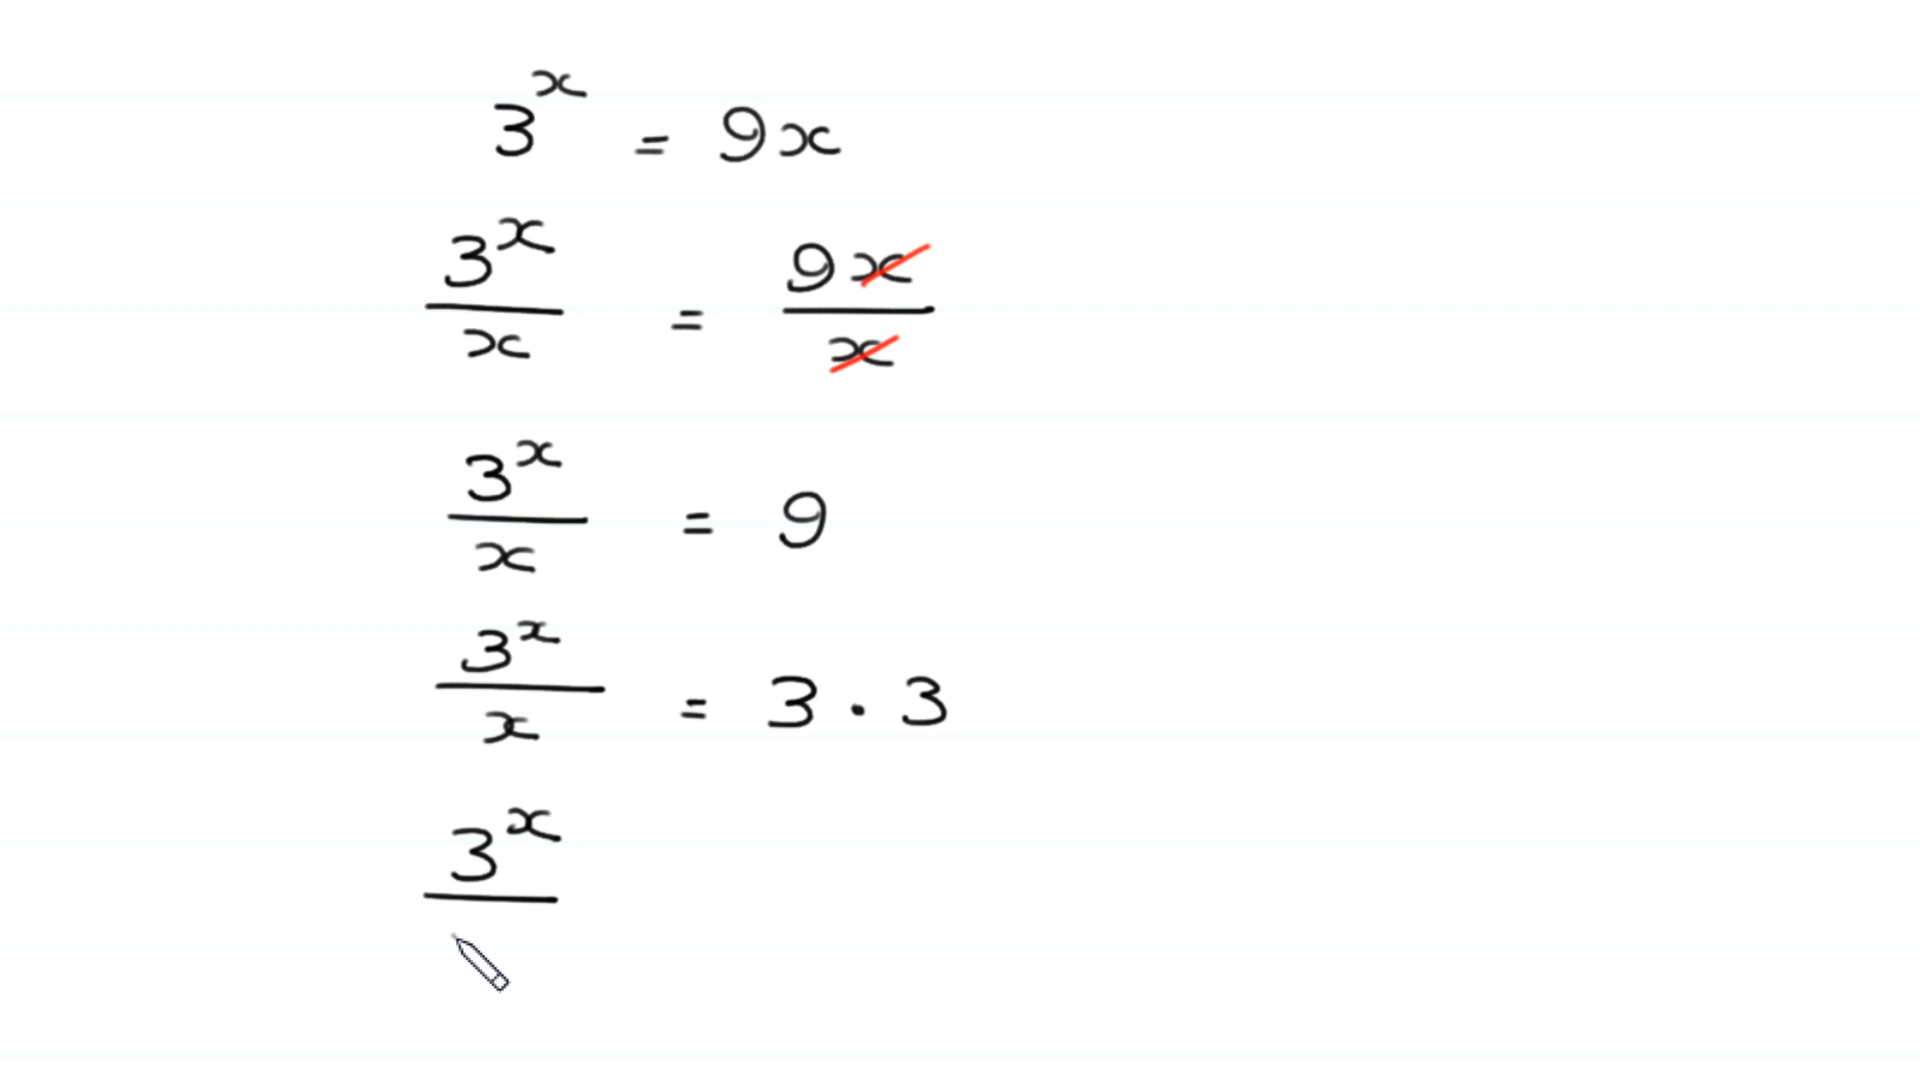 3^x = 9x
3^x/x = 9x/x
3^x/x = 9
3^x/x = 3 · 3
3^x